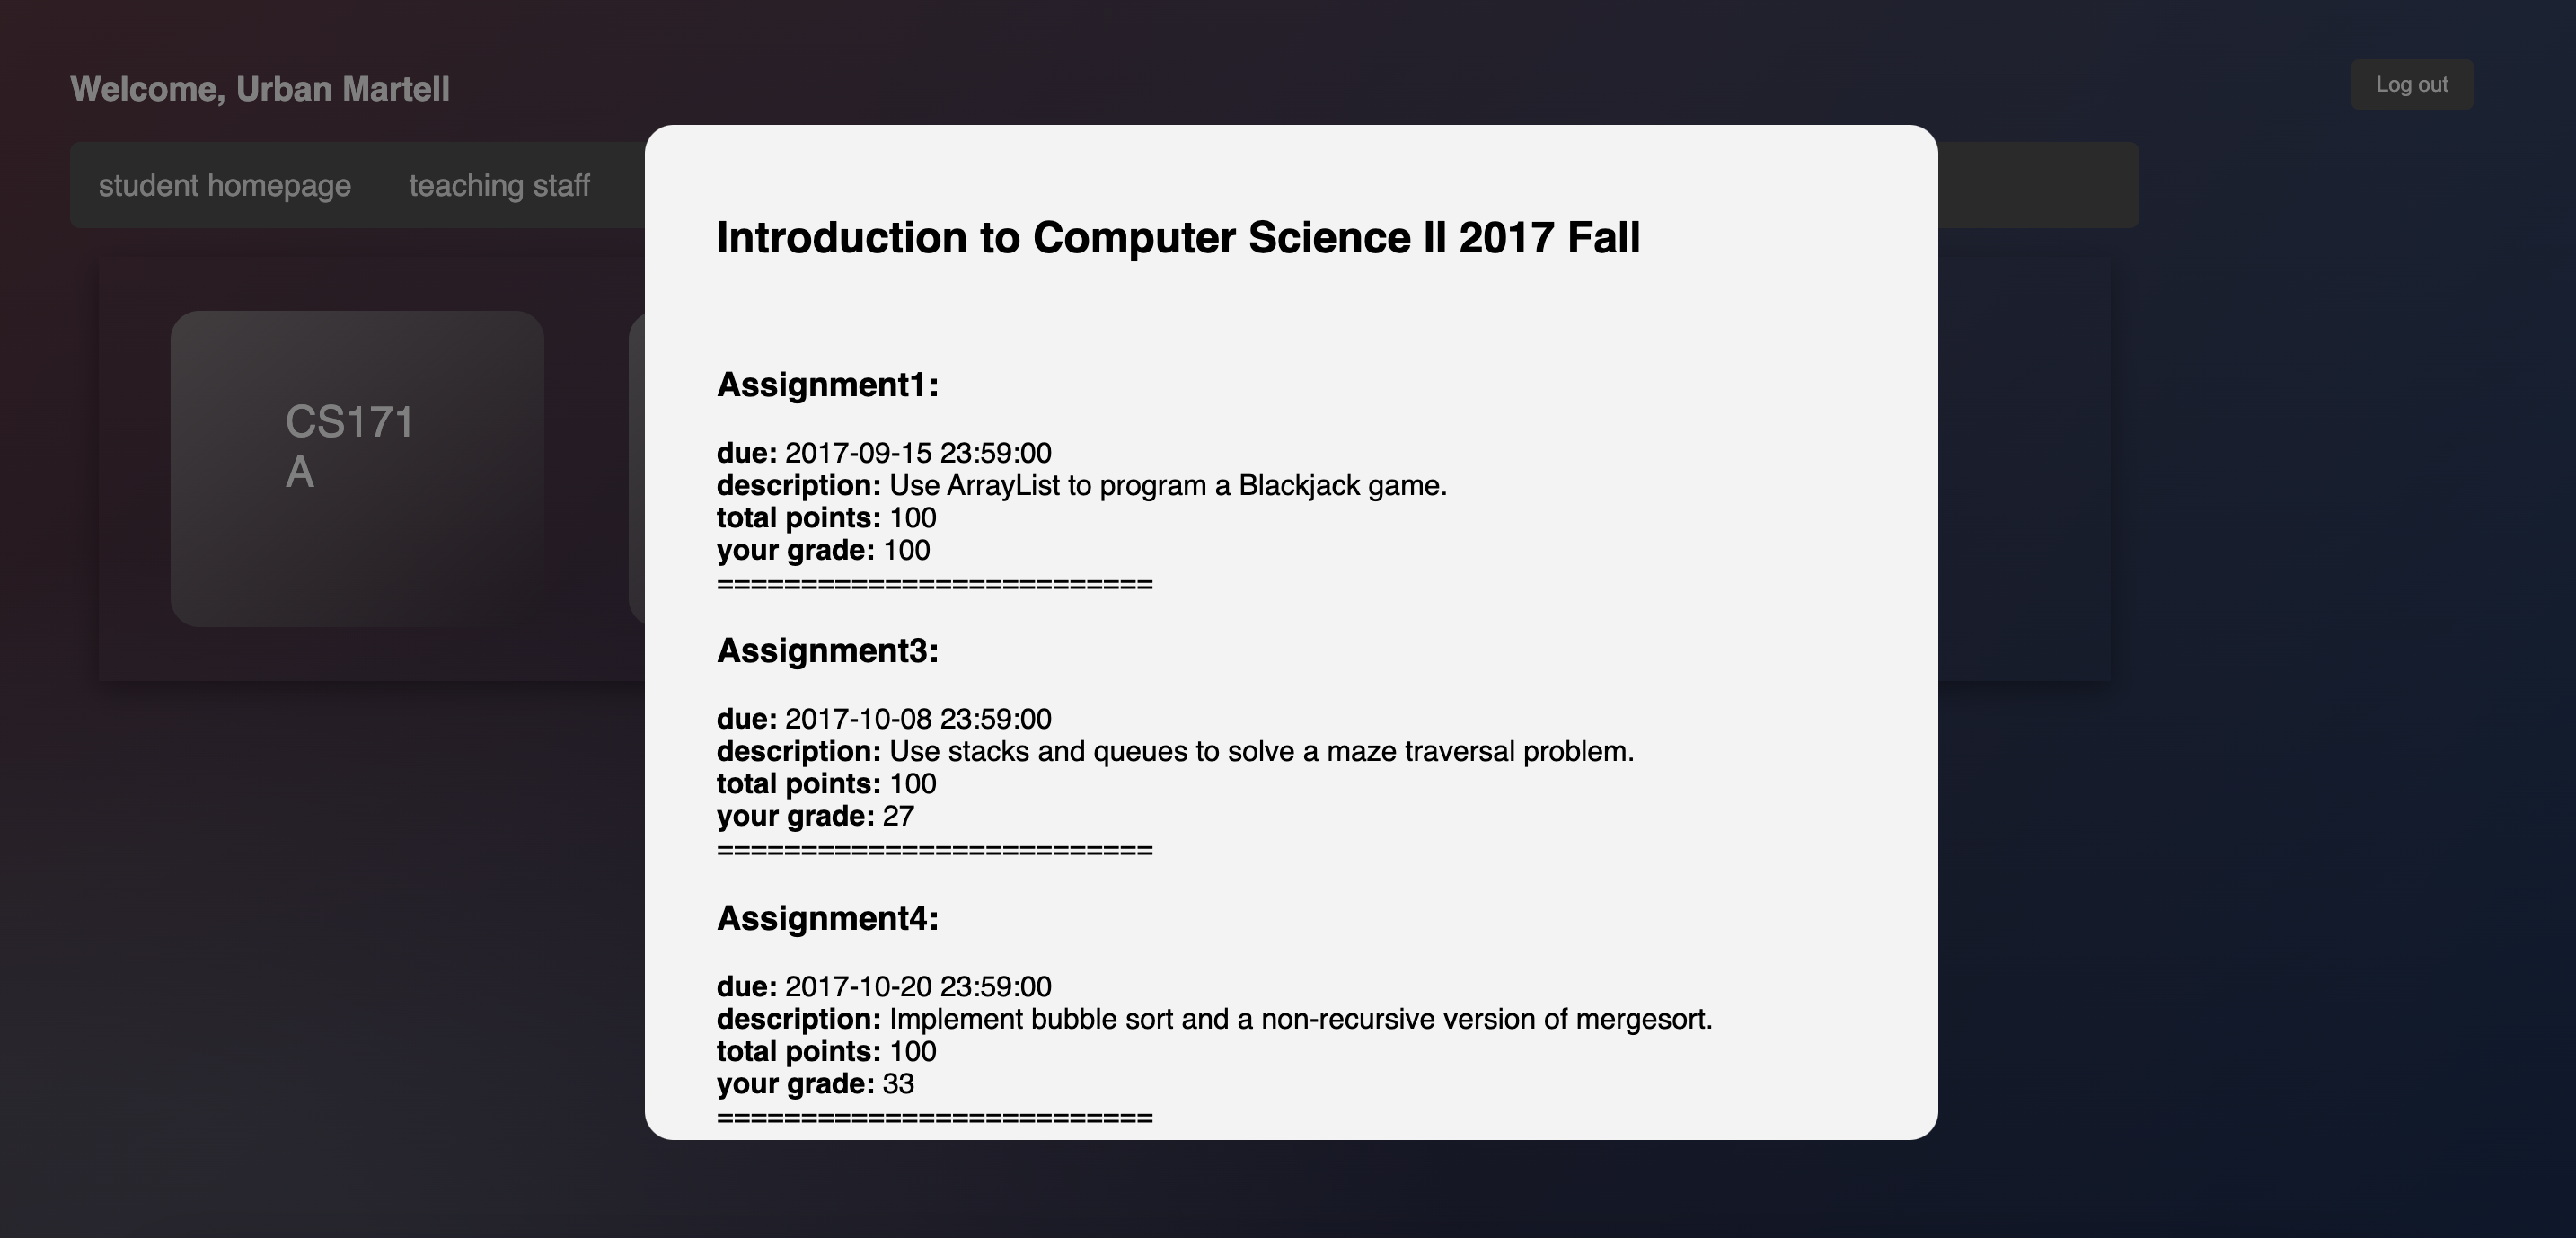 Welcome, Urban Martell
Log out
student homepage teaching staff
CS171
A
Introduction to Computer Science II 2017 Fall
Assignment1:
due: 2017-09-15 23:59:00
description: Use ArrayList to program a Blackjack game.
total points: 100
your grade: 100
==========================
Assignment3:
due: 2017-10-08 23:59:00
description: Use stacks and queues to solve a maze traversal problem.
total points: 100
your grade: 27
==========================
Assignment4:
due: 2017-10-20 23:59:00
description: Implement bubble sort and a non-recursive version of mergesort.
total points: 100
your grade: 33
==========================